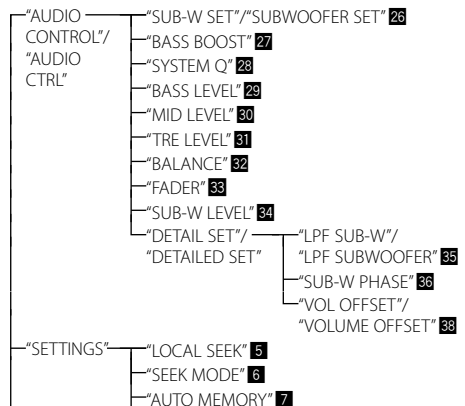 “AUDIO CONTROL”/ “AUDIO CTRL”
“SUB-W SET”/“SUBWOOFER SET” 26
“BASS BOOST” 27
“SYSTEM Q” 28
“BASS LEVEL” 29
“MID LEVEL” 30
“TRE LEVEL” 31
“BALANCE” 32
“FADER” 33
“SUB-W LEVEL” 34
“DETAIL SET”/
“DETAILED SET”
“LPF SUB-W”/
“LPF SUBWOOFER” 35
“SUB-W PHASE” 36
“VOL OFFSET”/
“VOLUME OFFSET” 38
“SETTINGS”
“LOCAL SEEK” 5
“SEEK MODE” 6
“AUTO MEMORY” 7